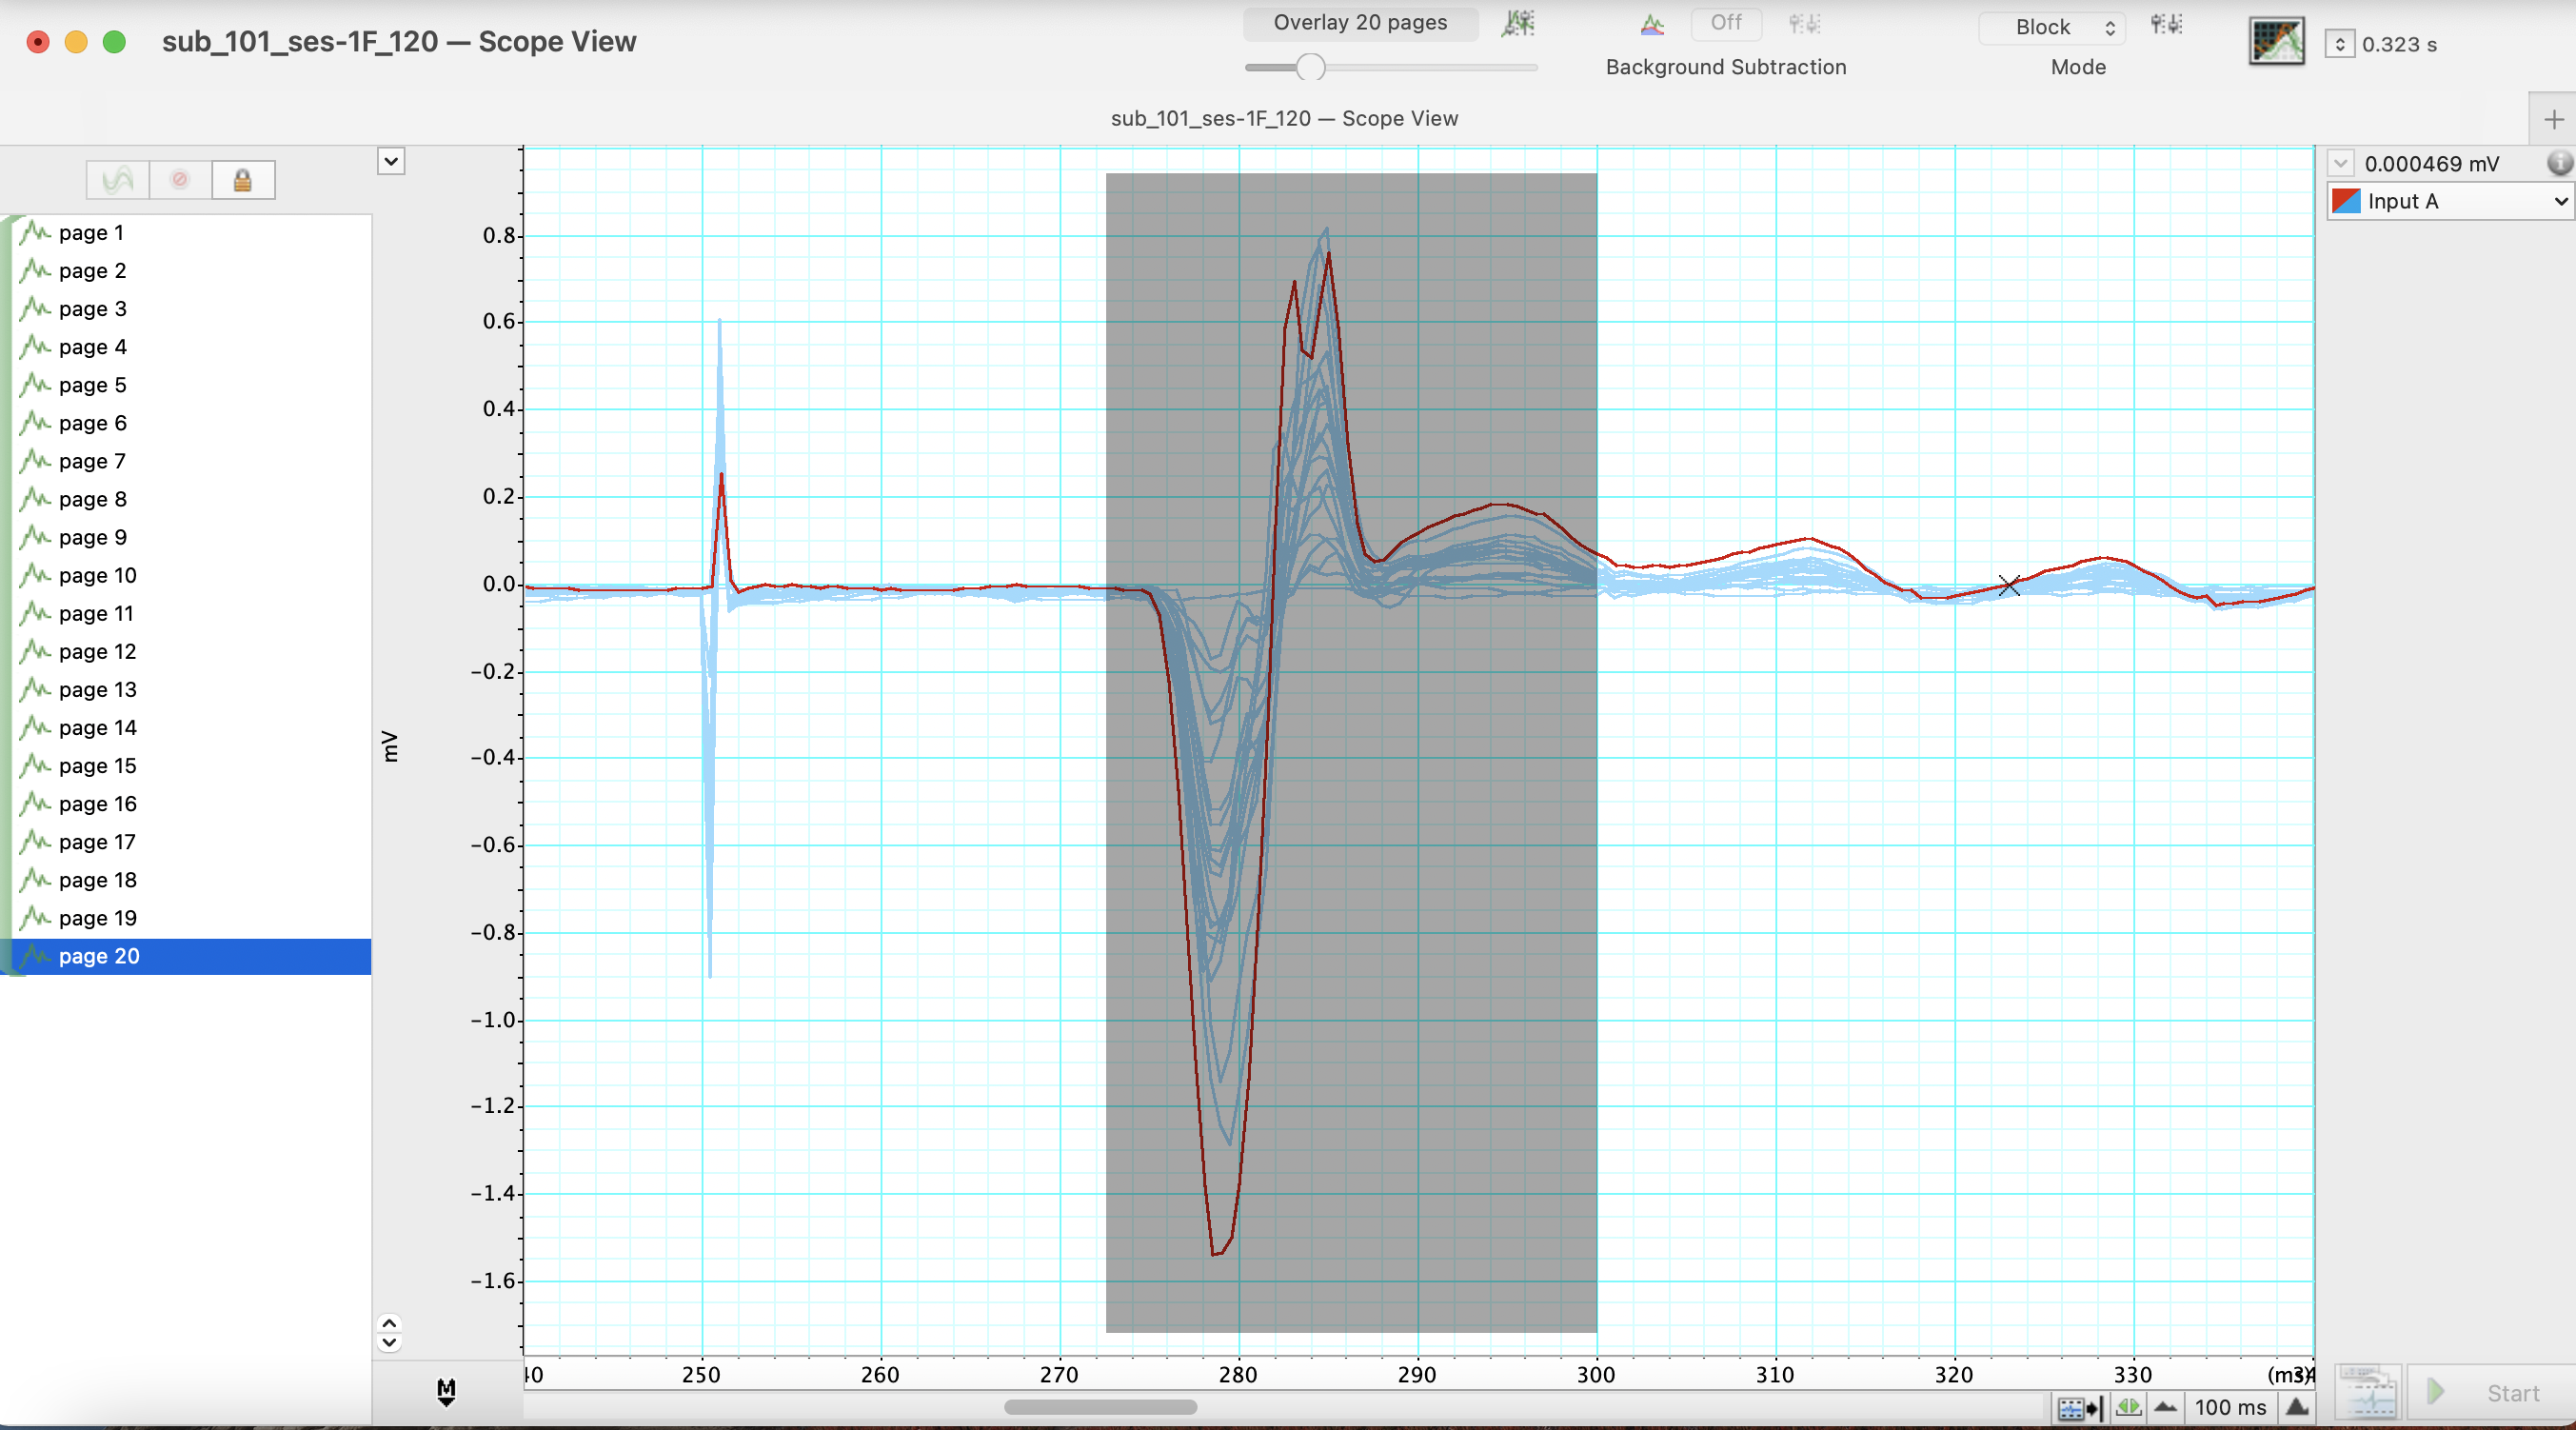 sub_101_ses-1F_120 — Scope View
Overlay 20 pages
Off
Background Subtraction
Block
Mode
0.323 s
sub_101_ses-1F_120 — Scope View
0.000469 mV
Input A
page 1
page 2
page 3
page 4
page 5
page 6
page 7
page 8
page 9
page 10
page 11
page 12
page 13
page 14
page 15
page 16
page 17
page 18
page 19
page 20
mV
0.8
0.6
0.4
0.2
0.0
−0.2
−0.4
−0.6
−0.8
−1.0
−1.2
−1.4
−1.6
M
250 260 270 280 290 300 310 320 330
100 ms
Start